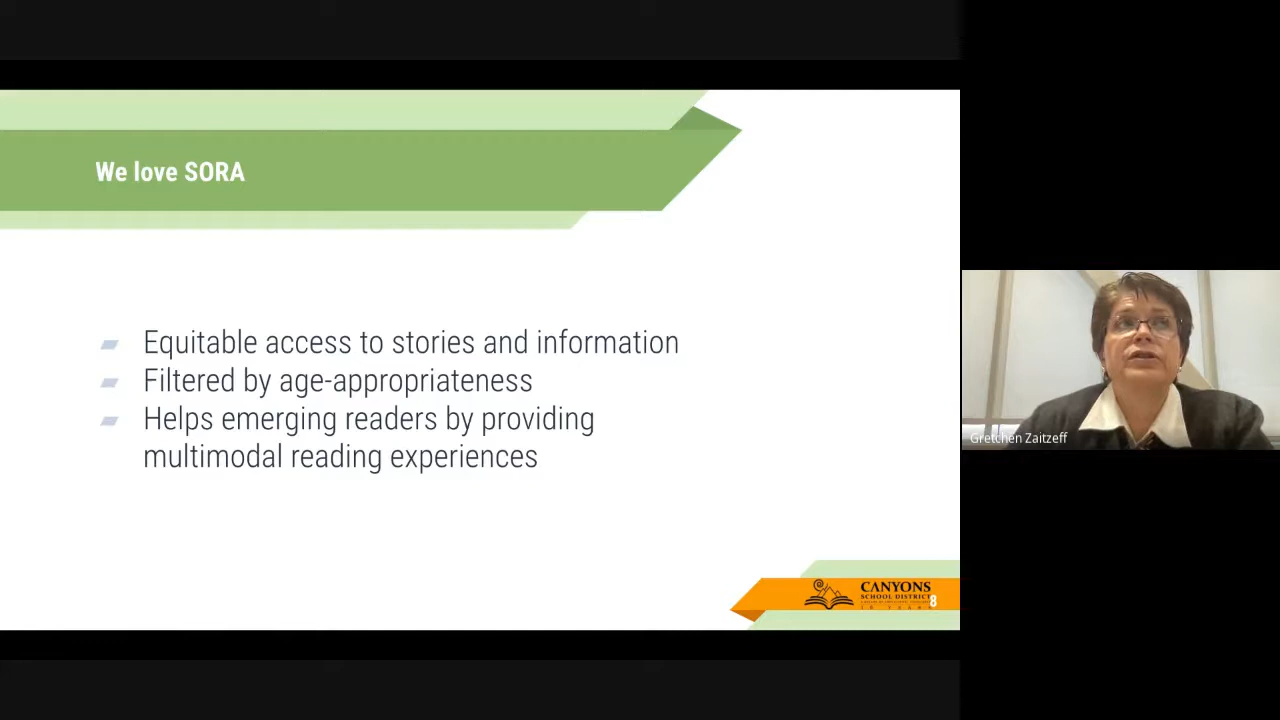 We love SORA
Equitable access to stories and information
Filtered by age-appropriateness
Helps emerging readers by providing
multimodal reading experiences
Gretchen Zaitzeff
CANYONS
SCHOOL DISTRICT
8